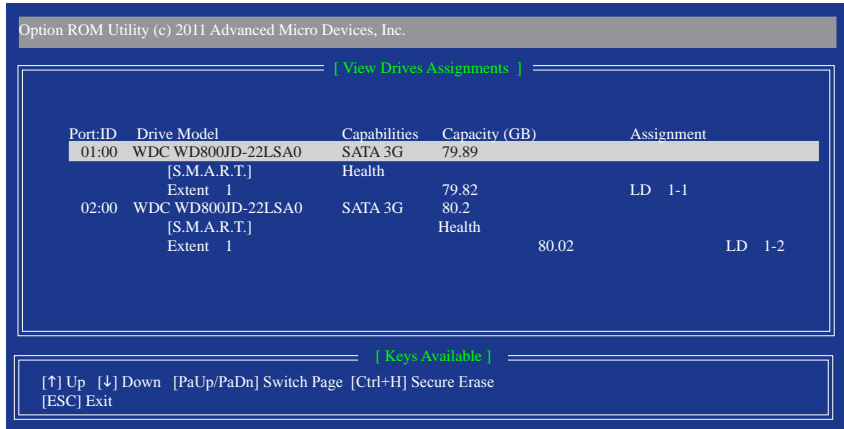 Option ROM Utility (c) 2011 Advanced Micro Devices, Inc.
[ View Drives Assignments ]
Port:ID Drive Model Capabilities Capacity (GB) Assignment
01:00 WDC WD800JD-22LSA0 SATA 3G 79.89
[S.M.A.R.T.] Health
Extent 1 79.82 LD 1-1
02:00 WDC WD800JD-22LSA0 SATA 3G 80.2
[S.M.A.R.T.] Health
Extent 1 80.02 LD 1-2
[ Keys Available ]
[↑] Up [↓] Down [PaUp/PaDn] Switch Page [Ctrl+H] Secure Erase
[ESC] Exit